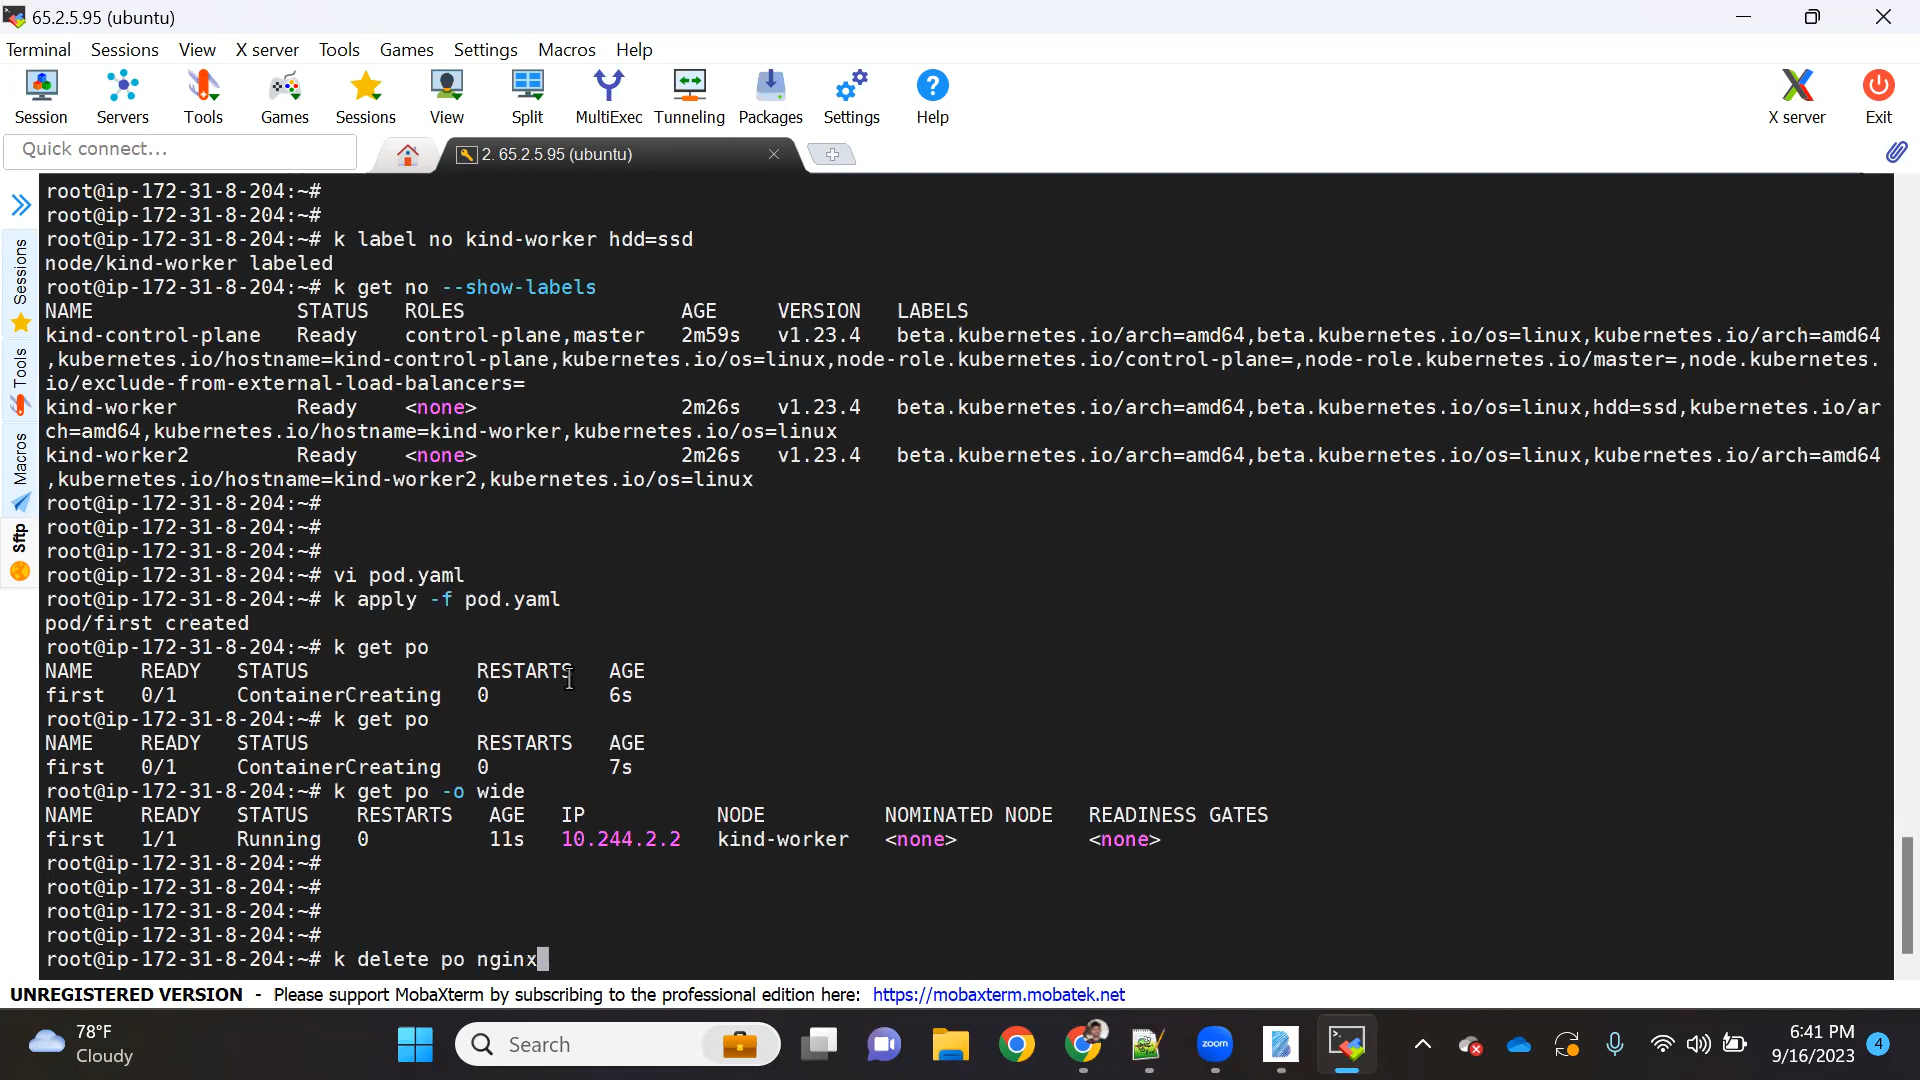 65.2.5.95 (ubuntu)
Terminal Sessions View X server Tools Games Settings Macros Help
Session Servers Tools Games Sessions View Split MultiExec Tunneling Packages Settings Help X server Exit
Quick connect...
2. 65.2.5.95 (ubuntu)
Sessions
Tools
Macros
Sftp
root@ip-172-31-8-204:~#
root@ip-172-31-8-204:~#
root@ip-172-31-8-204:~# k label no kind-worker hdd=ssd
node/kind-worker labeled
root@ip-172-31-8-204:~# k get no --show-labels
NAME STATUS ROLES AGE VERSION LABELS
kind-control-plane Ready control-plane,master 2m59s v1.23.4 beta.kubernetes.io/arch=amd64,beta.kubernetes.io/os=linux,kubernetes.io/arch=amd64
,kubernetes.io/hostname=kind-control-plane,kubernetes.io/os=linux,node-role.kubernetes.io/control-plane=,node-role.kubernetes.io/master=,node.kubernetes.
io/exclude-from-external-load-balancers=
kind-worker Ready <none> 2m26s v1.23.4 beta.kubernetes.io/arch=amd64,beta.kubernetes.io/os=linux,hdd=ssd,kubernetes.io/ar
ch=amd64,kubernetes.io/hostname=kind-worker,kubernetes.io/os=linux
kind-worker2 Ready <none> 2m26s v1.23.4 beta.kubernetes.io/arch=amd64,beta.kubernetes.io/os=linux,kubernetes.io/arch=amd64
,kubernetes.io/hostname=kind-worker2,kubernetes.io/os=linux
root@ip-172-31-8-204:~#
root@ip-172-31-8-204:~#
root@ip-172-31-8-204:~#
root@ip-172-31-8-204:~# vi pod.yaml
root@ip-172-31-8-204:~# k apply -f pod.yaml
pod/first created
root@ip-172-31-8-204:~# k get po
NAME READY STATUS RESTARTS AGE
first 0/1 ContainerCreating 0 6s
root@ip-172-31-8-204:~# k get po
NAME READY STATUS RESTARTS AGE
first 0/1 ContainerCreating 0 7s
root@ip-172-31-8-204:~# k get po -o wide
NAME READY STATUS RESTARTS AGE IP NODE NOMINATED NODE READINESS GATES
first 1/1 Running 0 11s 10.244.2.2 kind-worker <none> <none>
root@ip-172-31-8-204:~#
root@ip-172-31-8-204:~#
root@ip-172-31-8-204:~#
root@ip-172-31-8-204:~#
root@ip-172-31-8-204:~# k delete po nginx
UNREGISTERED VERSION - Please support MobaXterm by subscribing to the professional edition here: https://mobaxterm.mobatek.net
78°F
Cloudy
Search
zoom
6:41 PM
9/16/2023
4